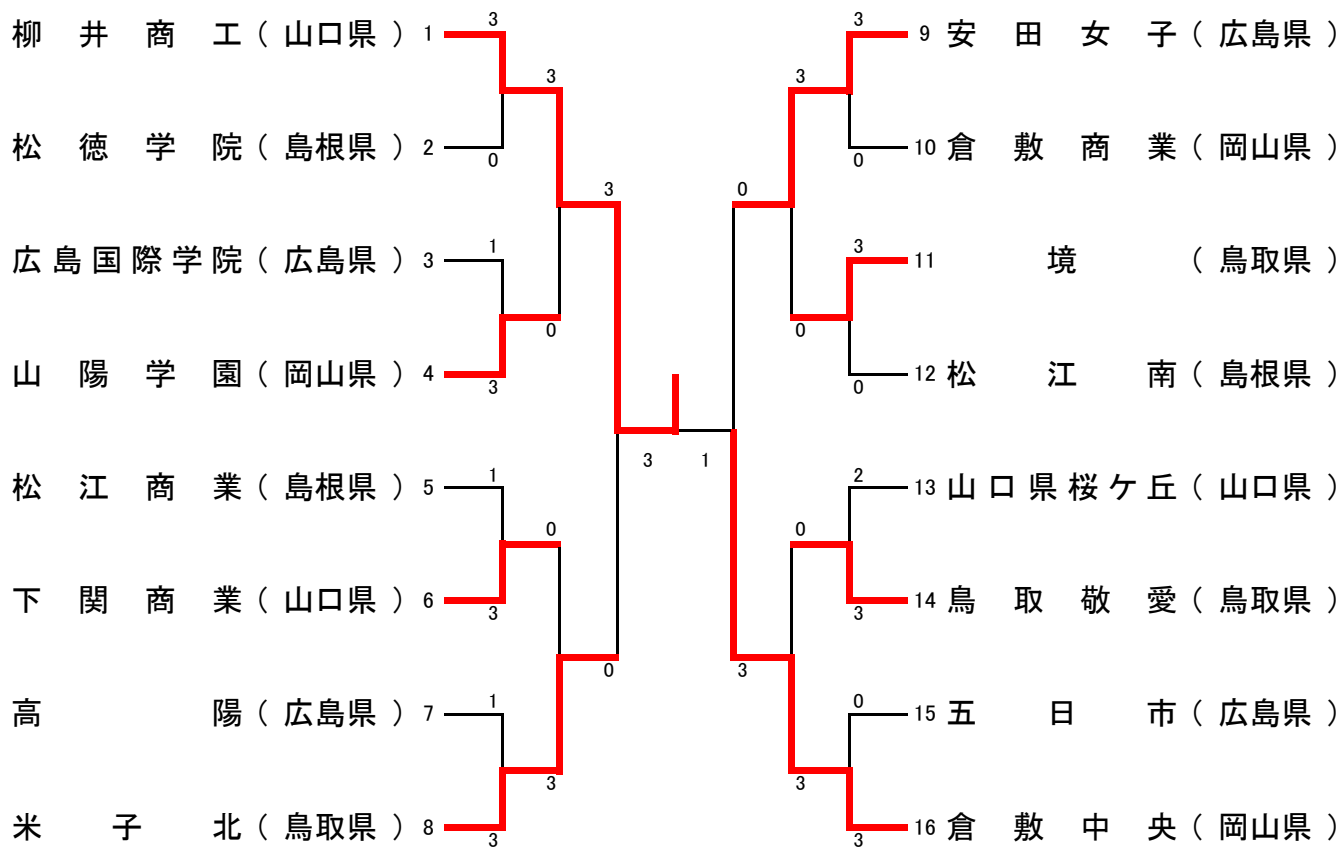 3
柳井商工(山口県) 1
3
松徳学院(島根県) 2
0
3
1
広島国際学院(広島県) 3
0
山陽学園(岡山県) 4
3
1
松江商業(島根県) 5
0
下関商業(山口県) 6
3
0
1
高陽(広島県) 7
3
米子北(鳥取県) 8
3
3 1
3
9 安田女子(広島県)
3
10 倉敷商業(岡山県)
0
0
3
11 境(鳥取県)
0
12 松江南(島根県)
0
2
13 山口県桜ケ丘(山口県)
0
14 鳥取敬愛(鳥取県)
3
3
0
15 五日市(広島県)
3
16 倉敷中央(岡山県)
3